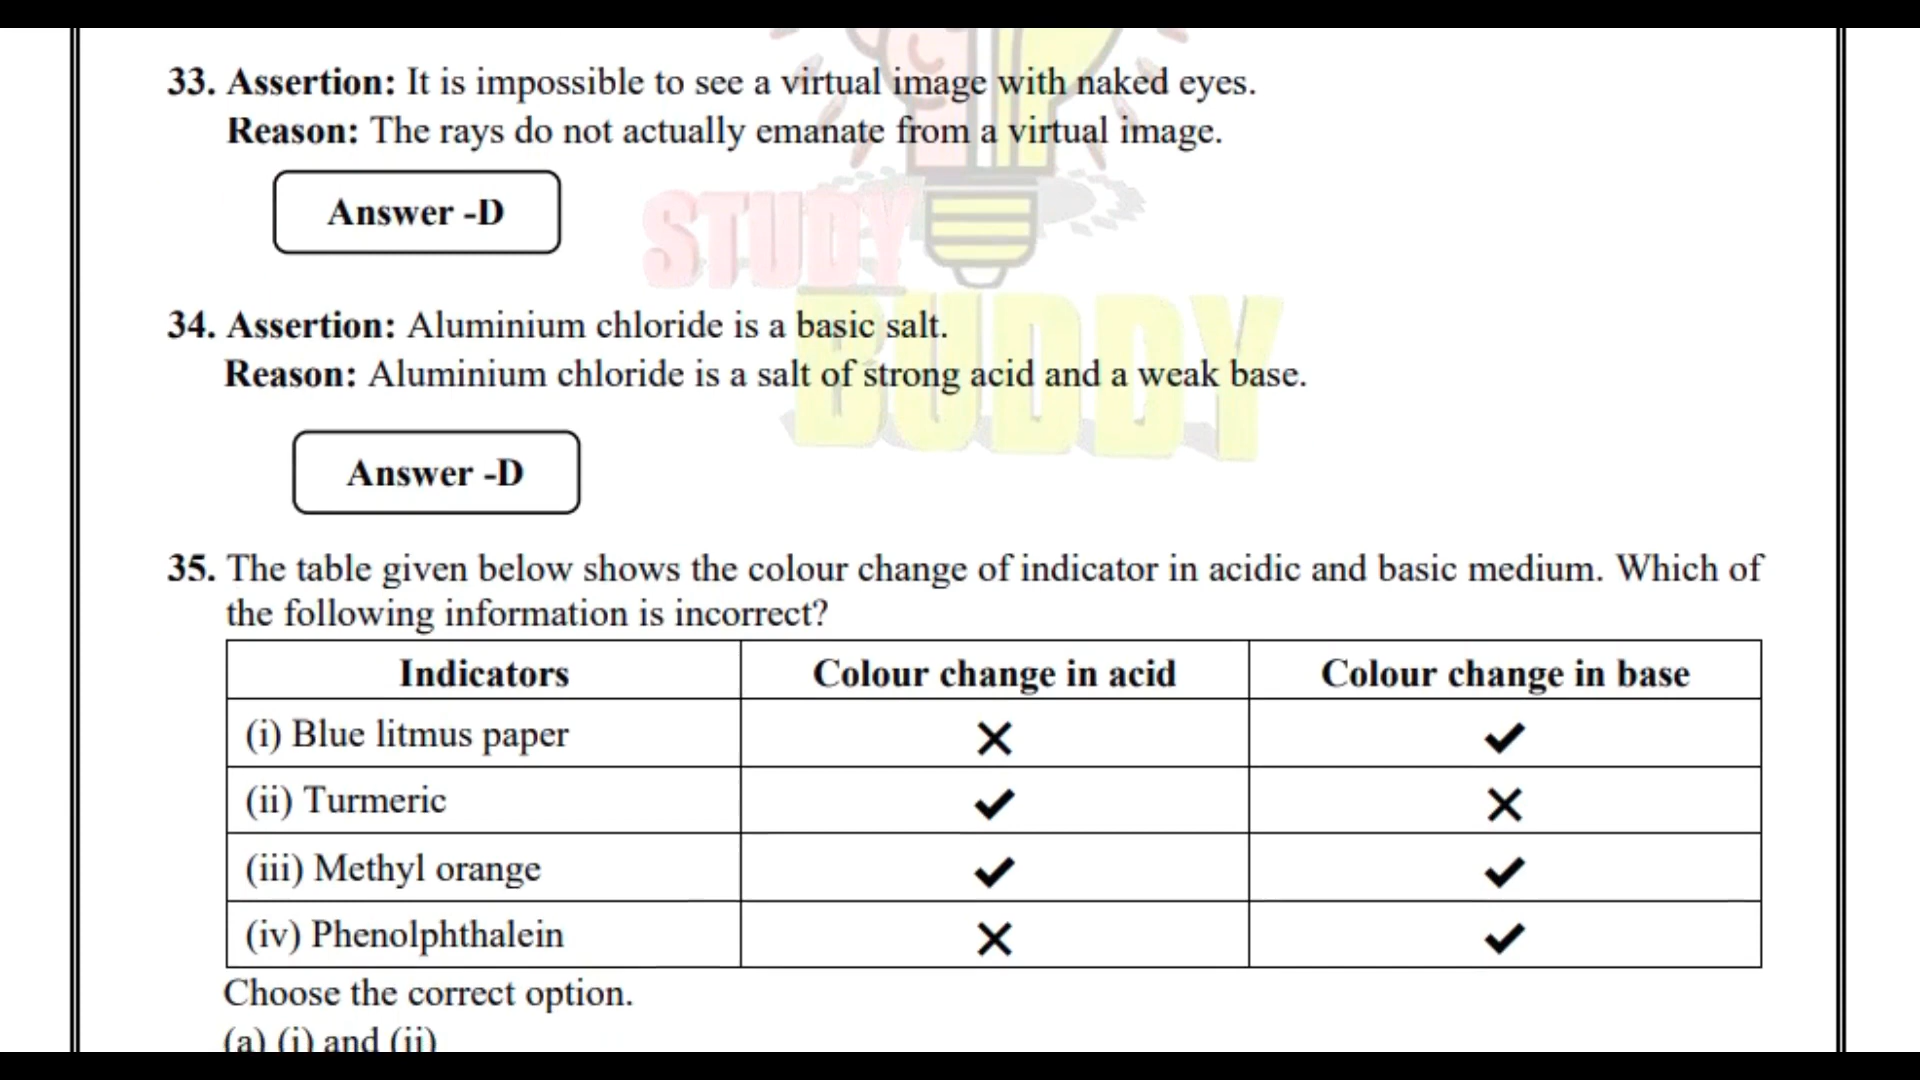 33. Assertion: It is impossible to see a virtual image with naked eyes.
Reason: The rays do not actually emanate from a virtual image.
Answer -D
STUDY
BUDDY
34. Assertion: Aluminium chloride is a basic salt.
Reason: Aluminium chloride is a salt of strong acid and a weak base.
Answer -D
35. The table given below shows the colour change of indicator in acidic and basic medium. Which of
the following information is incorrect?
Indicators Colour change in acid Colour change in base
(i) Blue litmus paper ✕ ✔
(ii) Turmeric ✔ ✕
(iii) Methyl orange ✔ ✔
(iv) Phenolphthalein ✕ ✔
Choose the correct option.
(a) (i) and (ii)